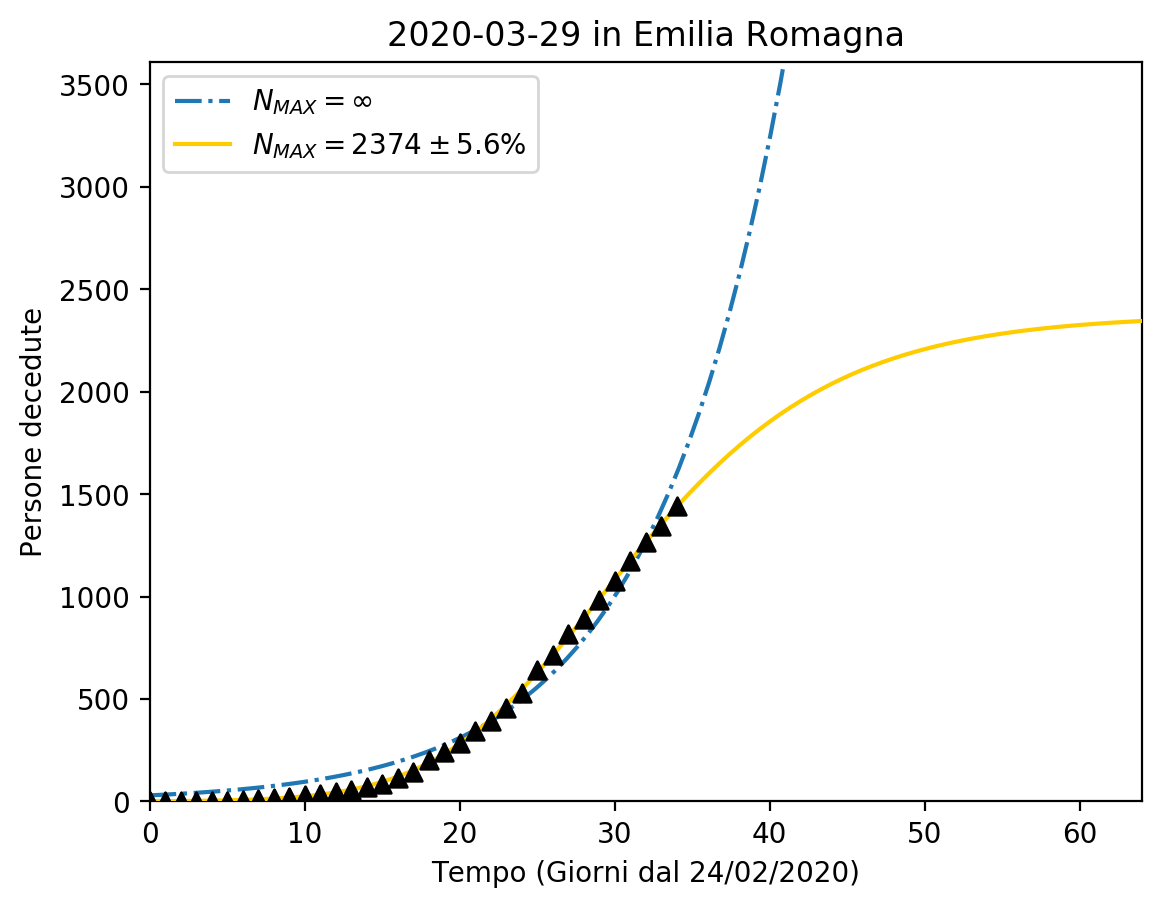 2020-03-29 in Emilia Romagna
N_MAX = ∞
N_MAX = 2374 ± 5.6%
3500
3000
2500
2000
1500
1000
500
0
Persone decedute
0 10 20 30 40 50 60
Tempo (Giorni dal 24/02/2020)